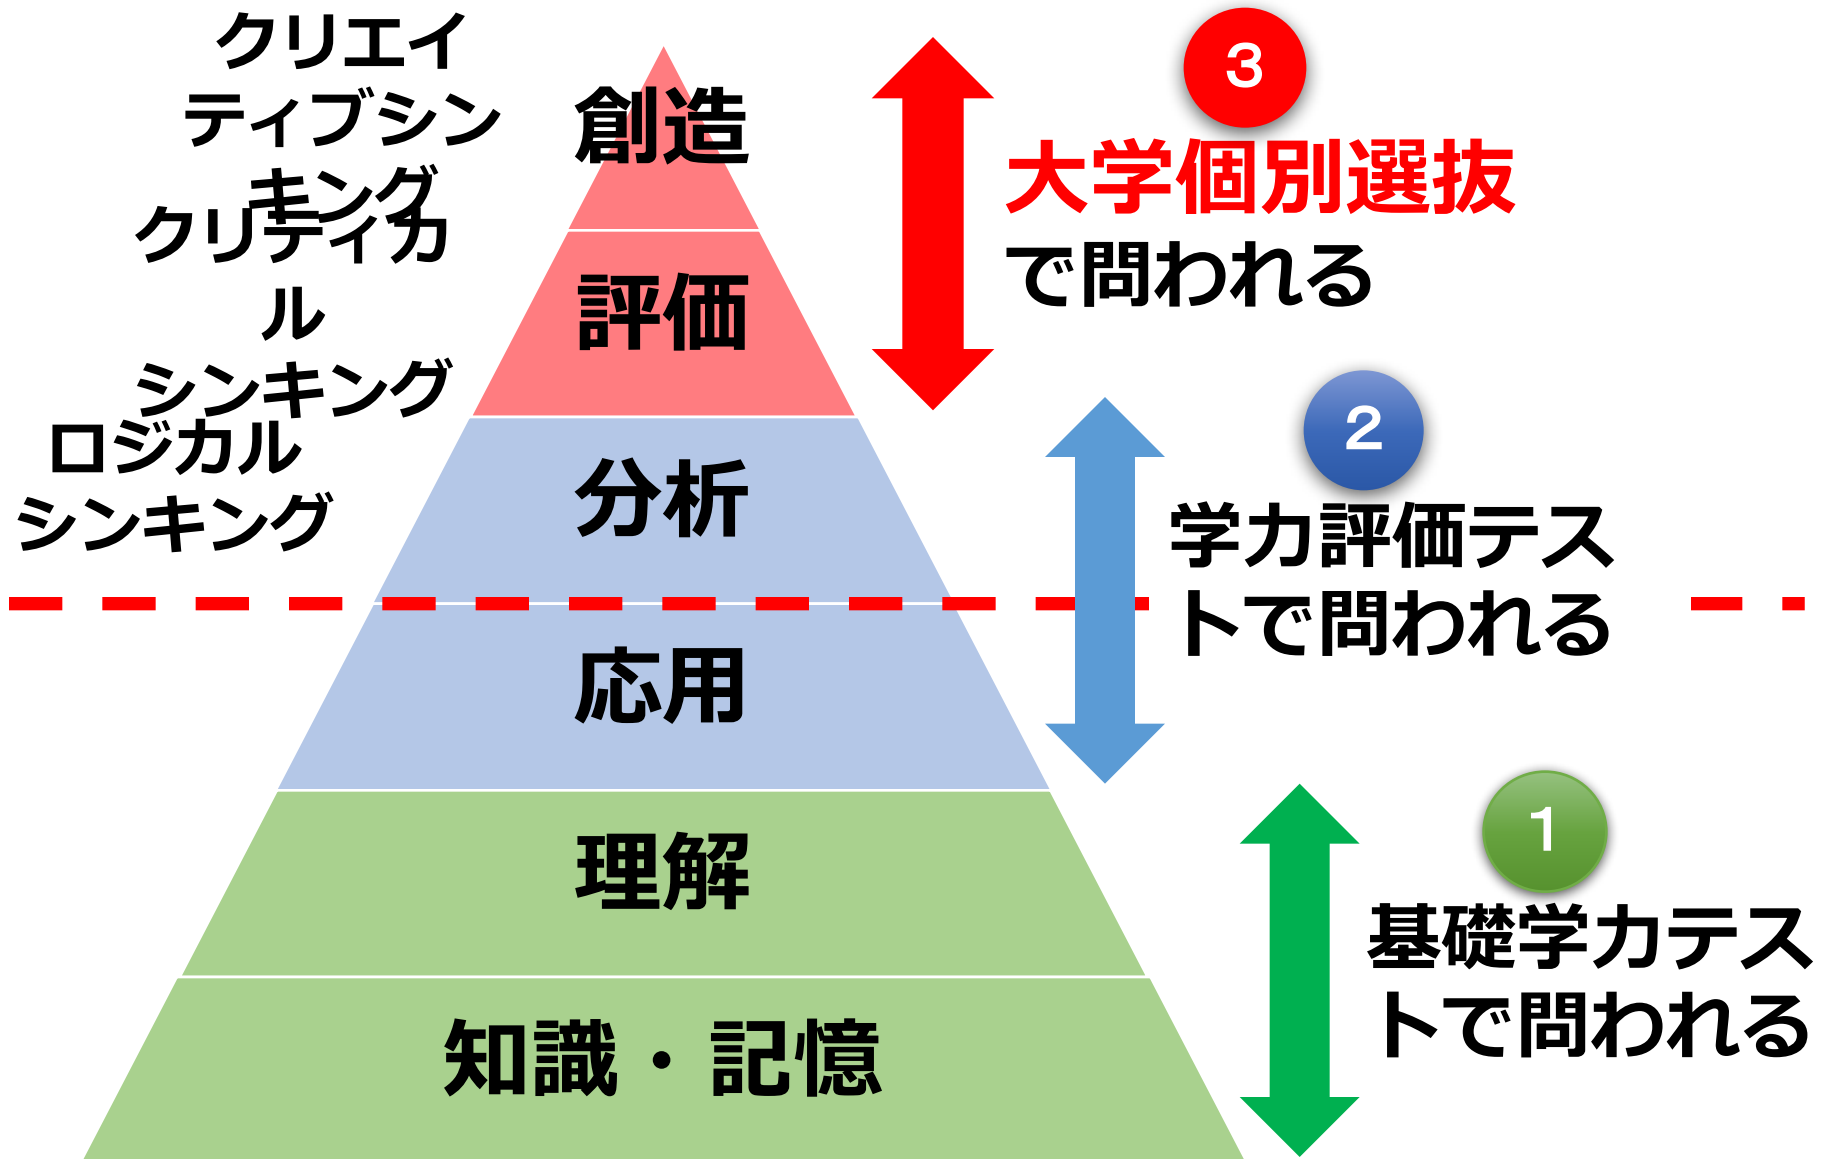 クリエイ
ティブシン
キング
クリティカ
ル
シンキング
ロジカル
シンキング
創造
評価
分析
応用
理解
知識・記憶
3
大学個別選抜
で問われる
2
学力評価テス
トで問われる
1
基礎学力テス
トで問われる